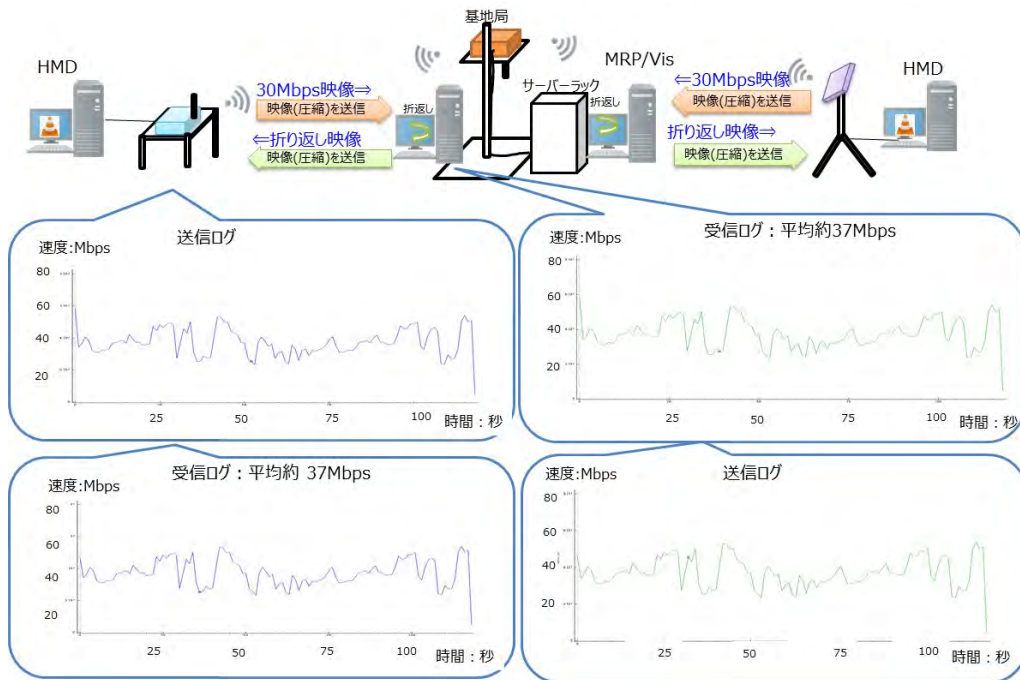 基地局
HMD
MRP/Vis
HMD
30Mbps映像⇒
映像(圧縮)を送信
⇐折り返し映像
映像(圧縮)を送信
折返し
サーバーラック
折返し
⇐30Mbps映像
映像(圧縮)を送信
折り返し映像⇒
映像(圧縮)を送信
送信ログ
速度:Mbps
80
60
40
20
25
50
75
100
時間：秒
受信ログ：平均約37Mbps
速度:Mbps
80
60
40
20
25
50
75
100
時間：秒
受信ログ：平均約 37Mbps
速度:Mbps
80
60
40
20
25
50
75
100
時間：秒
送信ログ
速度:Mbps
80
60
40
20
25
50
75
100
時間：秒